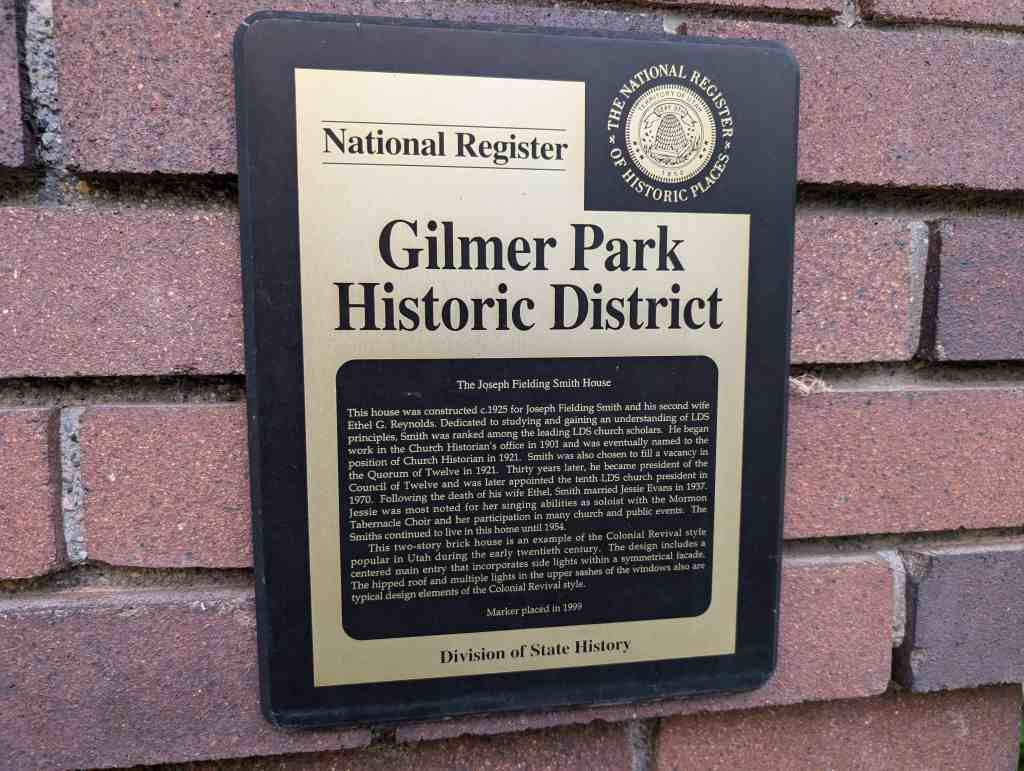 THE NATIONAL REGISTER
OF HISTORIC PLACES
TERRITORY OF UTAH
1850
National Register
Gilmer Park
Historic District
The Joseph Fielding Smith House
This house was constructed c.1925 for Joseph Fielding Smith and his second wife
Ethel G. Reynolds. Dedicated to studying and gaining an understanding of LDS
principles, Smith was ranked among the leading LDS church scholars. He began
work in the Church Historian's office in 1901 and was eventually named to the
position of Church Historian in 1921. Smith was also chosen to fill a vacancy in
the Quorum of Twelve in 1921. Thirty years later, he became president of the
Council of Twelve and was later appointed the tenth LDS church president in
1970. Following the death of his wife Ethel, Smith married Jessie Evans in 1937.
Jessie was most noted for her singing abilities as soloist with the Mormon
Tabernacle Choir and her participation in many church and public events. The
Smiths continued to live in this home until 1954.
This two-story brick house is an example of the Colonial Revival style
popular in Utah during the early twentieth century. The design includes a
centered main entry that incorporates side lights within a symmetrical facade.
The hipped roof and multiple lights in the upper sashes of the windows also are
typical design elements of the Colonial Revival style.
Marker placed in 1999
Division of State History